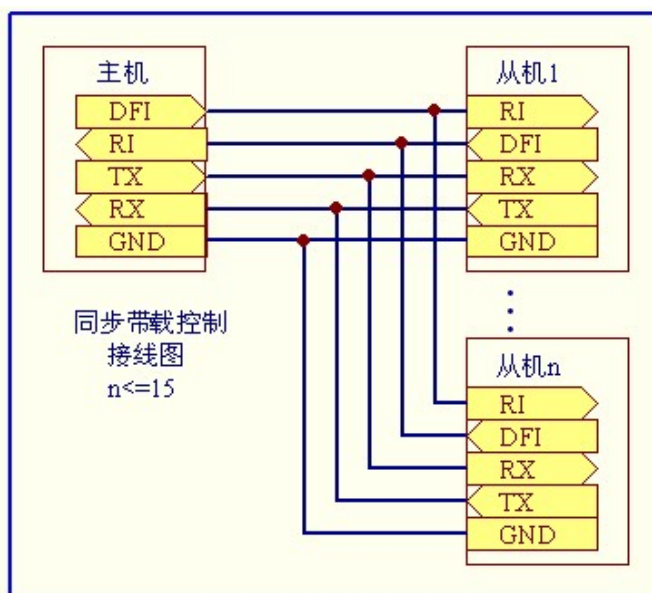 主机
DFI
RI
TX
RX
GND
从机1
RI
DFI
RX
TX
GND
同步带载控制
接线图
n<=15
从机n
RI
DFI
RX
TX
GND